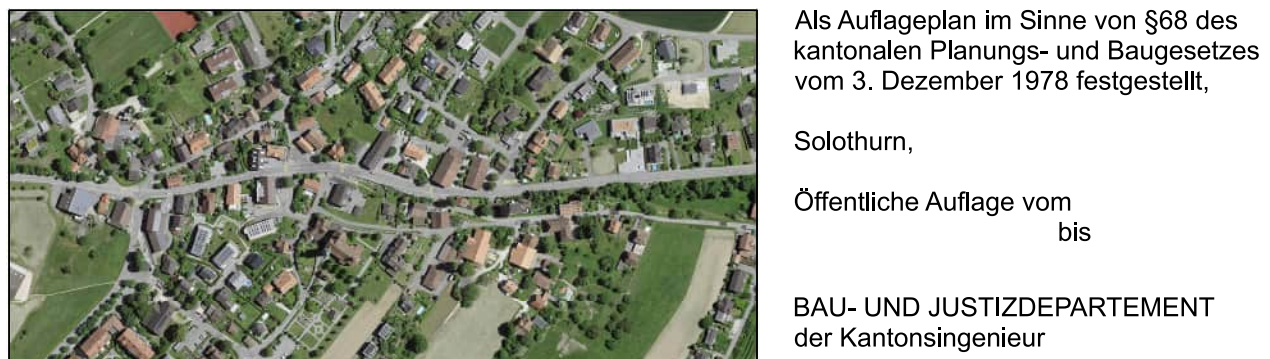 Als Auflageplan im Sinne von §68 des
kantonalen Planungs- und Baugesetzes
vom 3. Dezember 1978 festgestellt,
Solothurn,
Öffentliche Auflage vom
bis
BAU- UND JUSTIZDEPARTEMENT
der Kantonsingenieur